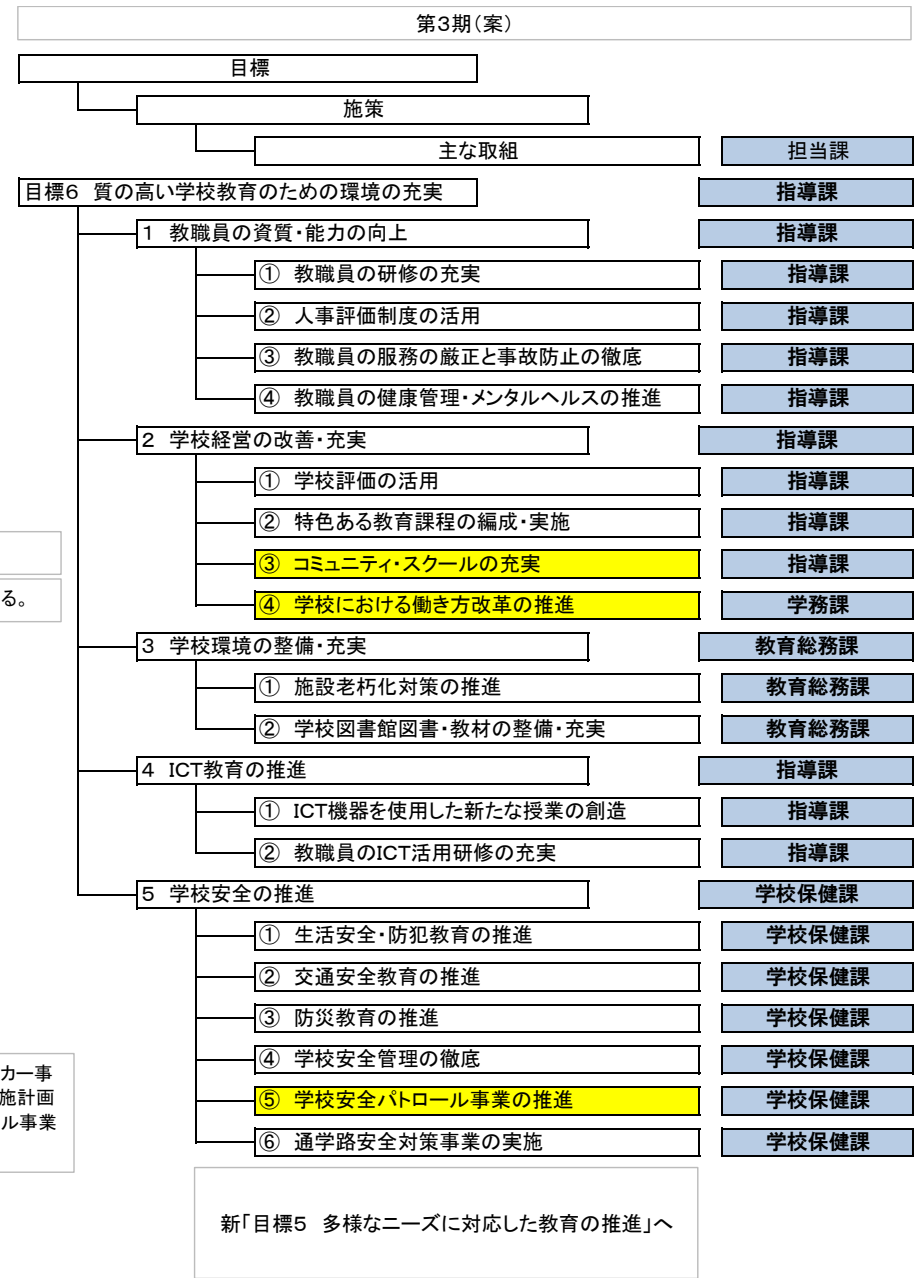 第3期(案)
目標
施策
主な取組 担当課
目標6 質の高い学校教育のための環境の充実 指導課
1 教職員の資質・能力の向上 指導課
① 教職員の研修の充実 指導課
② 人事評価制度の活用 指導課
③ 教職員の服務の厳正と事故防止の徹底 指導課
④ 教職員の健康管理・メンタルヘルスの推進 指導課
2 学校経営の改善・充実 指導課
① 学校評価の活用 指導課
② 特色ある教育課程の編成・実施 指導課
③ コミュニティ・スクールの充実 指導課
る。
④ 学校における働き方改革の推進 学務課
3 学校環境の整備・充実 教育総務課
① 施設老朽化対策の推進 教育総務課
② 学校図書館図書・教材の整備・充実 教育総務課
4 ICT教育の推進 指導課
① ICT機器を使用した新たな授業の創造 指導課
② 教職員のICT活用研修の充実 指導課
5 学校安全の推進 学校保健課
① 生活安全・防犯教育の推進 学校保健課
② 交通安全教育の推進 学校保健課
③ 防災教育の推進 学校保健課
④ 学校安全管理の徹底 学校保健課
カー事
施計画
ル事業
⑤ 学校安全パトロール事業の推進 学校保健課
⑥ 通学路安全対策事業の実施 学校保健課
新「目標5 多様なニーズに対応した教育の推進」へ